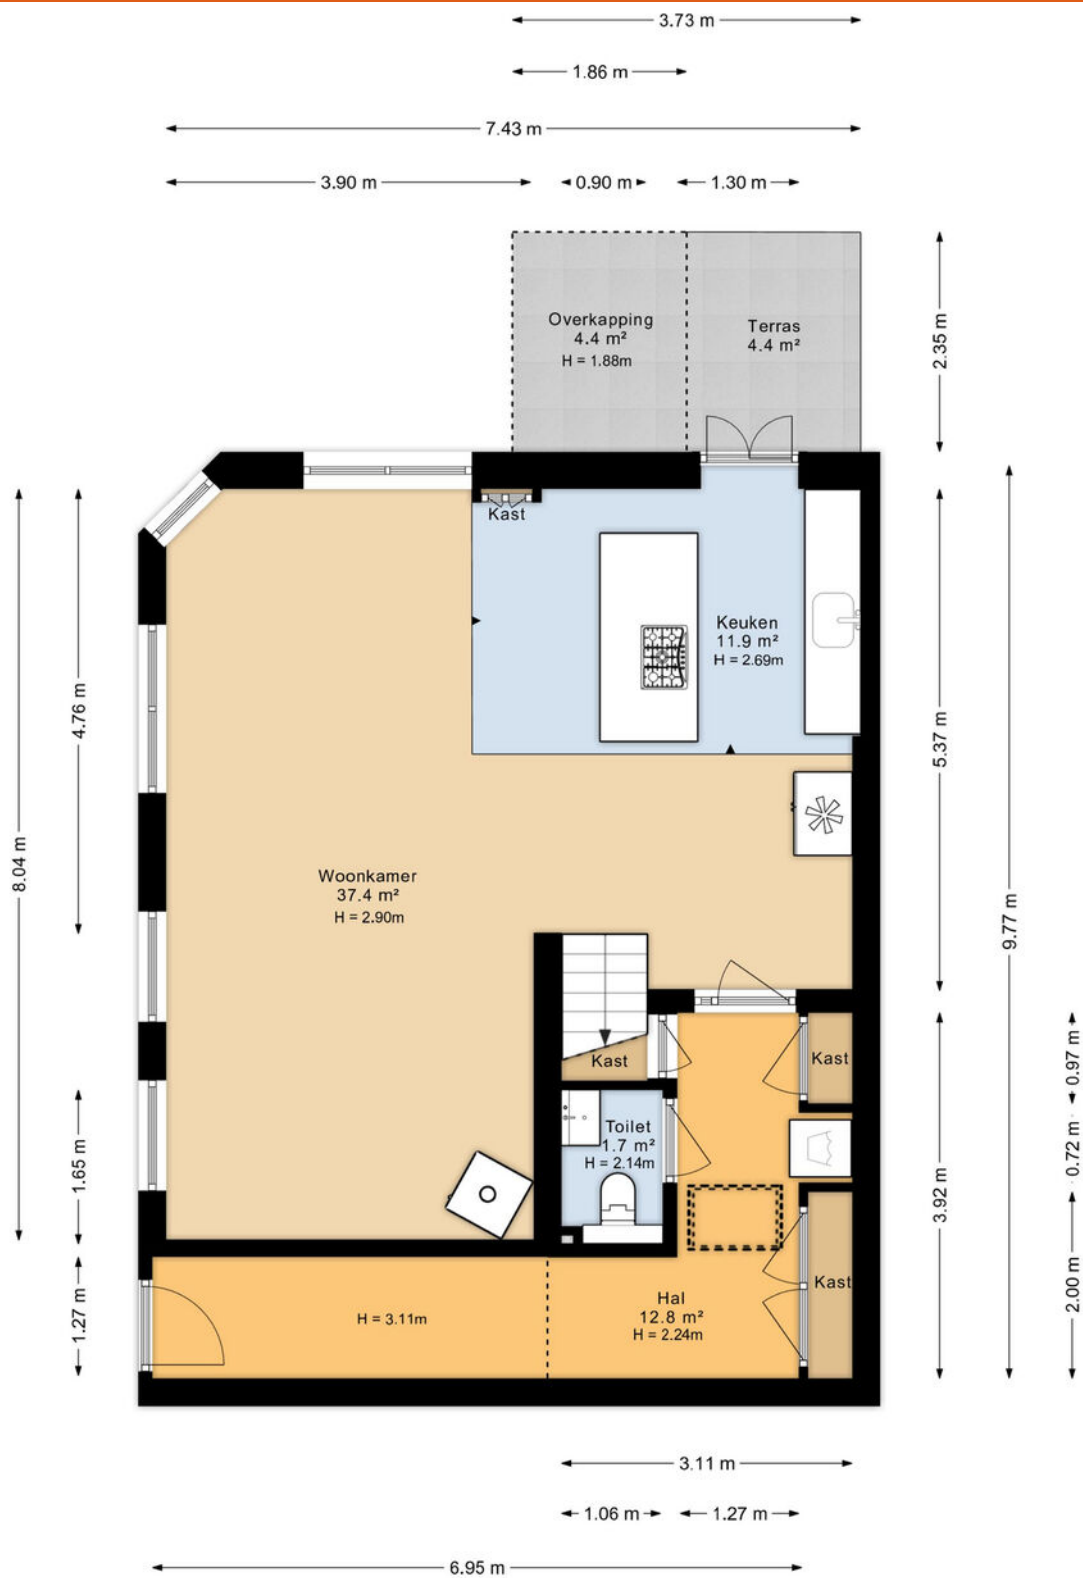 3.73 m
1.86 m
7.43 m
3.90 m
0.90 m
1.30 m
Overkapping
4.4 m²
H = 1.88m
Terras
4.4 m²
2.35 m
Kast
Keuken
11.9 m²
H = 2.69m
4.76 m
5.37 m
8.04 m
Woonkamer
37.4 m²
H = 2.90m
9.77 m
Kast
Kast
0.97 m
Toilet
1.7 m²
H = 2.14m
1.65 m
0.72 m
3.92 m
Kast
Hal
12.8 m²
H = 2.24m
H = 3.11m
1.27 m
2.00 m
3.11 m
1.06 m
1.27 m
6.95 m